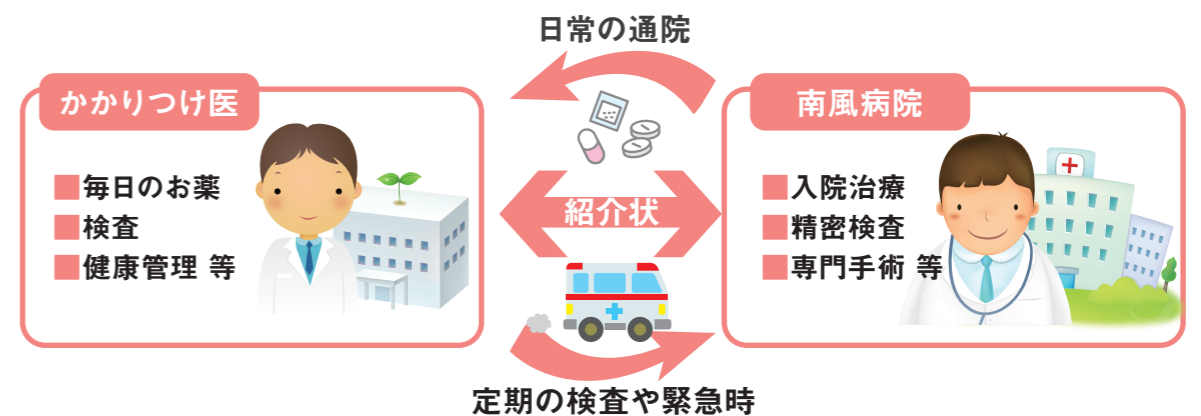 日常の通院
かかりつけ医
■毎日のお薬
■検査
■健康管理 等
紹介状
南風病院
■入院治療
■精密検査
■専門手術 等
定期の検査や緊急時